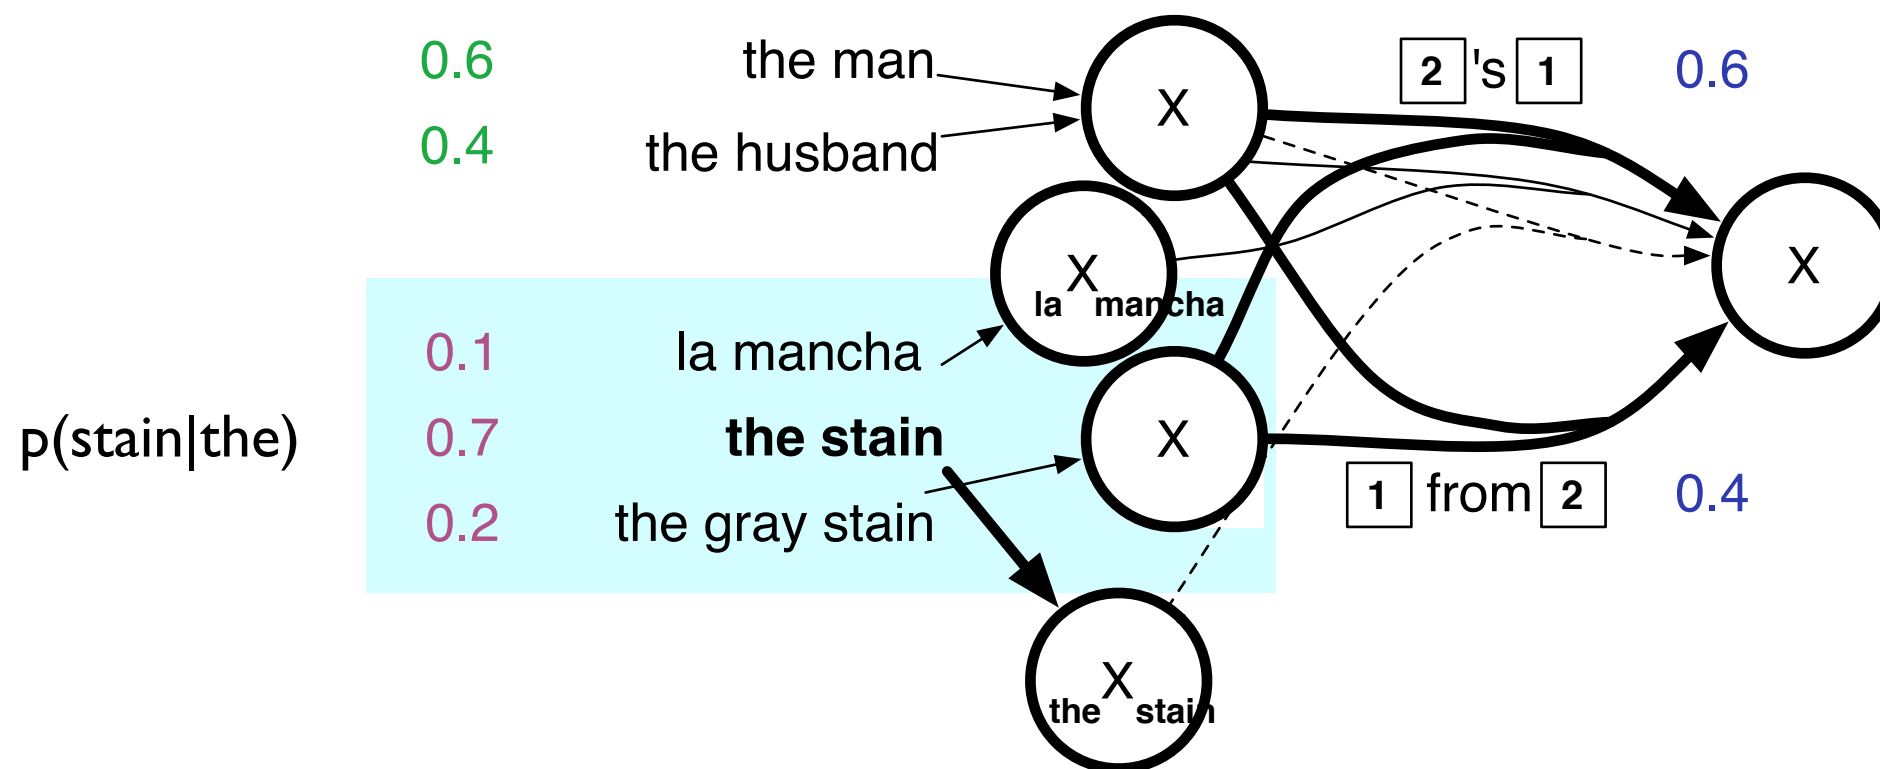 0.6 the man X 2 's 1 0.6
0.4 the husband
X
la mancha
X
0.1 la mancha
p(stain|the) 0.7 the stain X
0.2 the gray stain 1 from 2 0.4
X
the stain